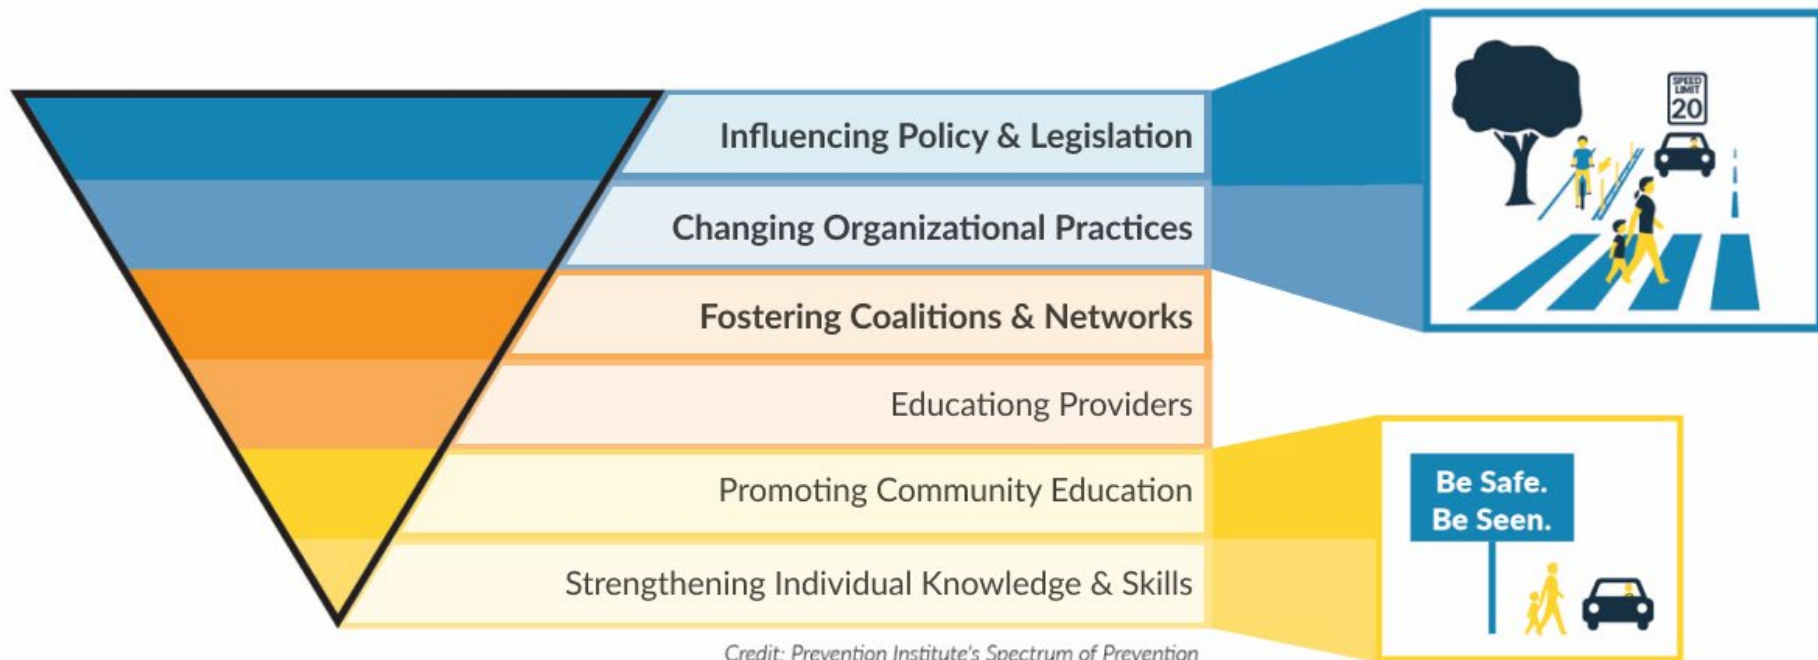 Influencing Policy & Legislation
Changing Organizational Practices
Fostering Coalitions & Networks
Educationg Providers
Promoting Community Education
Strengthening Individual Knowledge & Skills
Credit: Prevention Institute's Spectrum of Prevention
SPEED
LIMIT
20
Be Safe.
Be Seen.